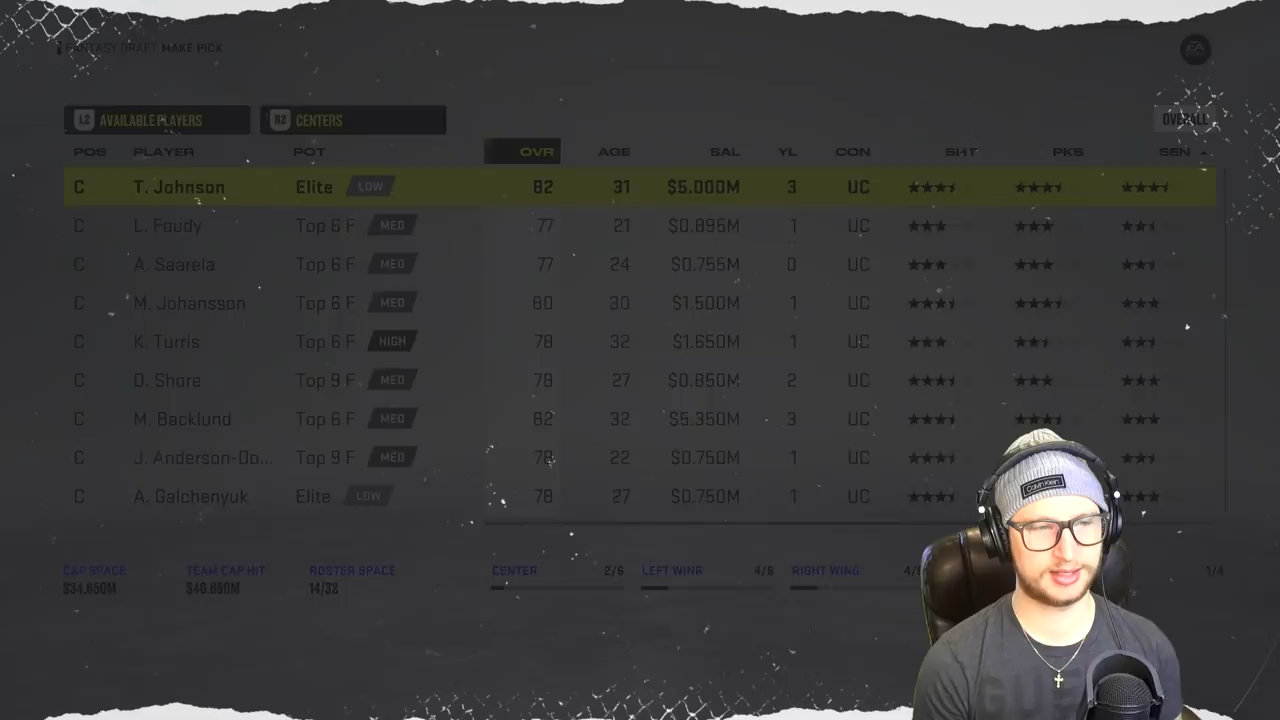 FANTASY DRAFT MAKE PICK
EA
L2 AVAILABLE PLAYERS R2 CENTERS OVERALL
POS PLAYER POT OVR AGE SAL YL CON SHT PKS SEN
C T. Johnson Elite LOW 82 31 $5.000M 3 UC
C L. Foudy Top 6 F MED 77 21 $0.895M 1 UC
C A. Saarela Top 6 F MED 77 24 $0.755M 0 UC
C M. Johansson Top 6 F MED 80 30 $1.500M 1 UC
C K. Turris Top 6 F HIGH 78 32 $1.650M 1 UC
C D. Shore Top 9 F MED 78 27 $0.850M 2 UC
C M. Backlund Top 6 F MED 82 32 $5.350M 3 UC
C J. Anderson-Do... Top 9 F MED 78 22 $0.750M 1 UC
C A. Galchenyuk Elite LOW 78 27 $0.750M 1 UC
CAP SPACE TEAM CAP HIT ROSTER SPACE CENTER 2/6 LEFT WING 4/6 RIGHT WING 4/ 1/4
$34.650M $46.850M 14/32
Calvin Klein
GUE